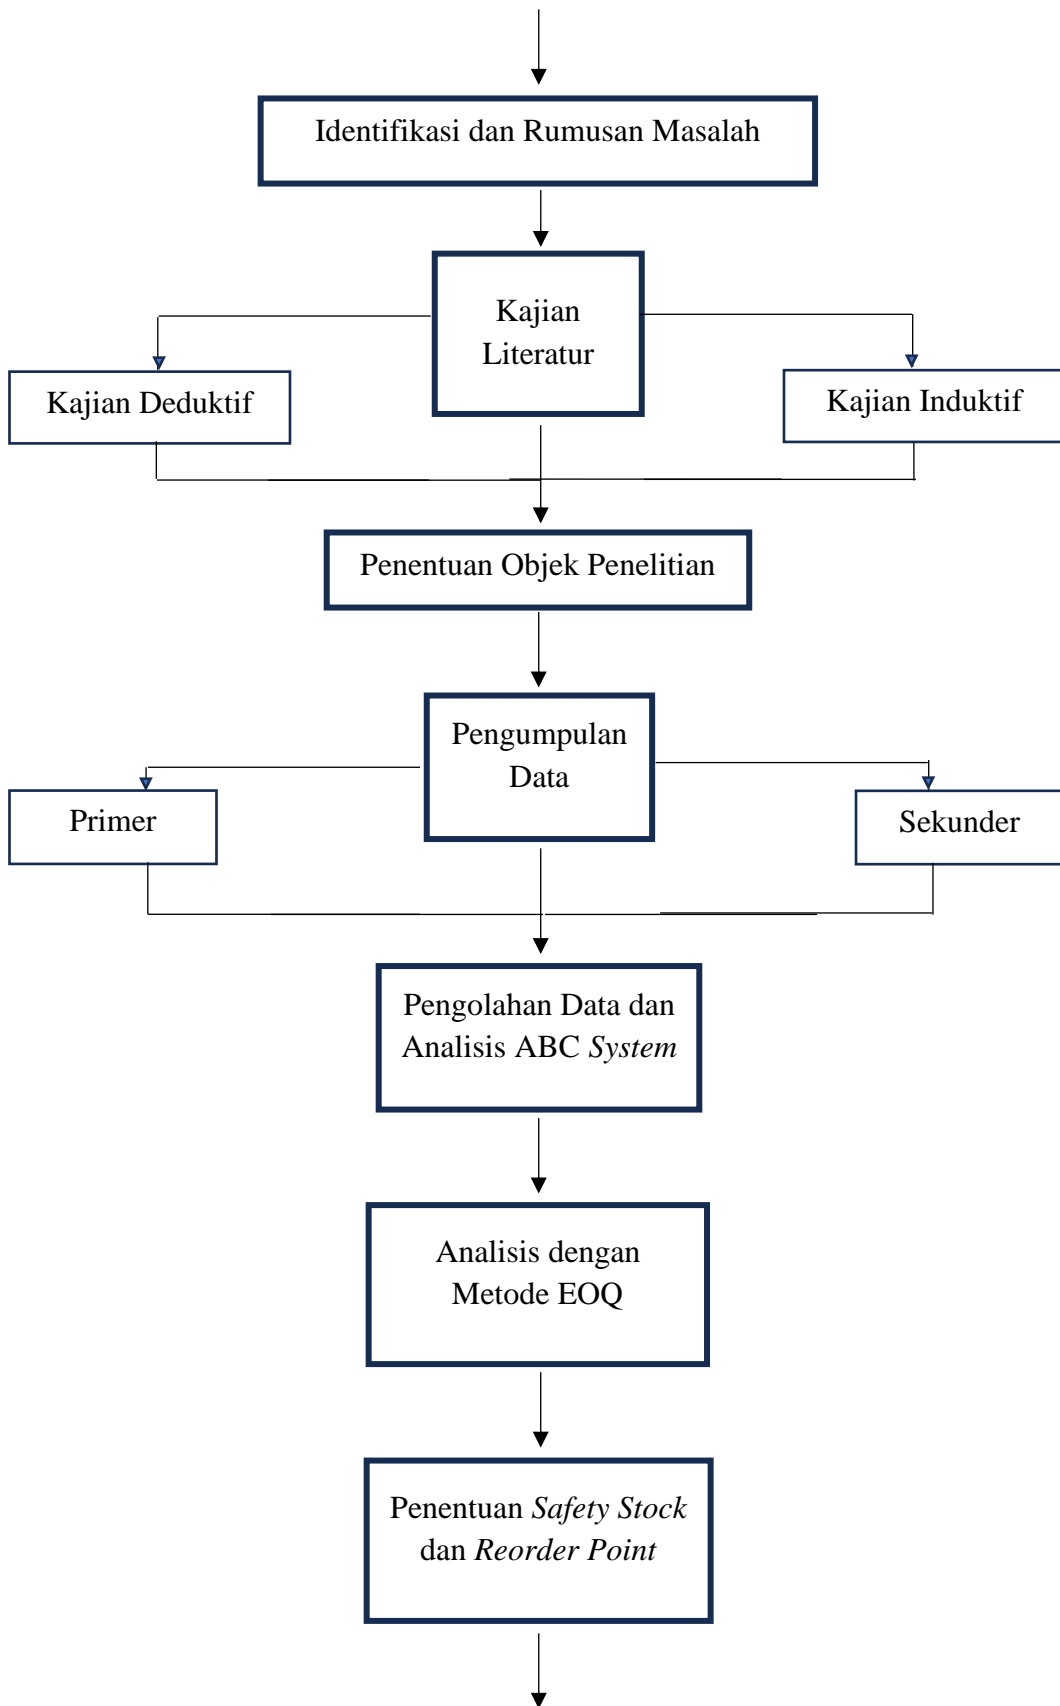 Identifikasi dan Rumusan Masalah
Kajian
Literatur
Kajian Deduktif
Kajian Induktif
Penentuan Objek Penelitian
Pengumpulan
Data
Primer
Sekunder
Pengolahan Data dan
Analisis ABC System
Analisis dengan
Metode EOQ
Penentuan Safety Stock
dan Reorder Point